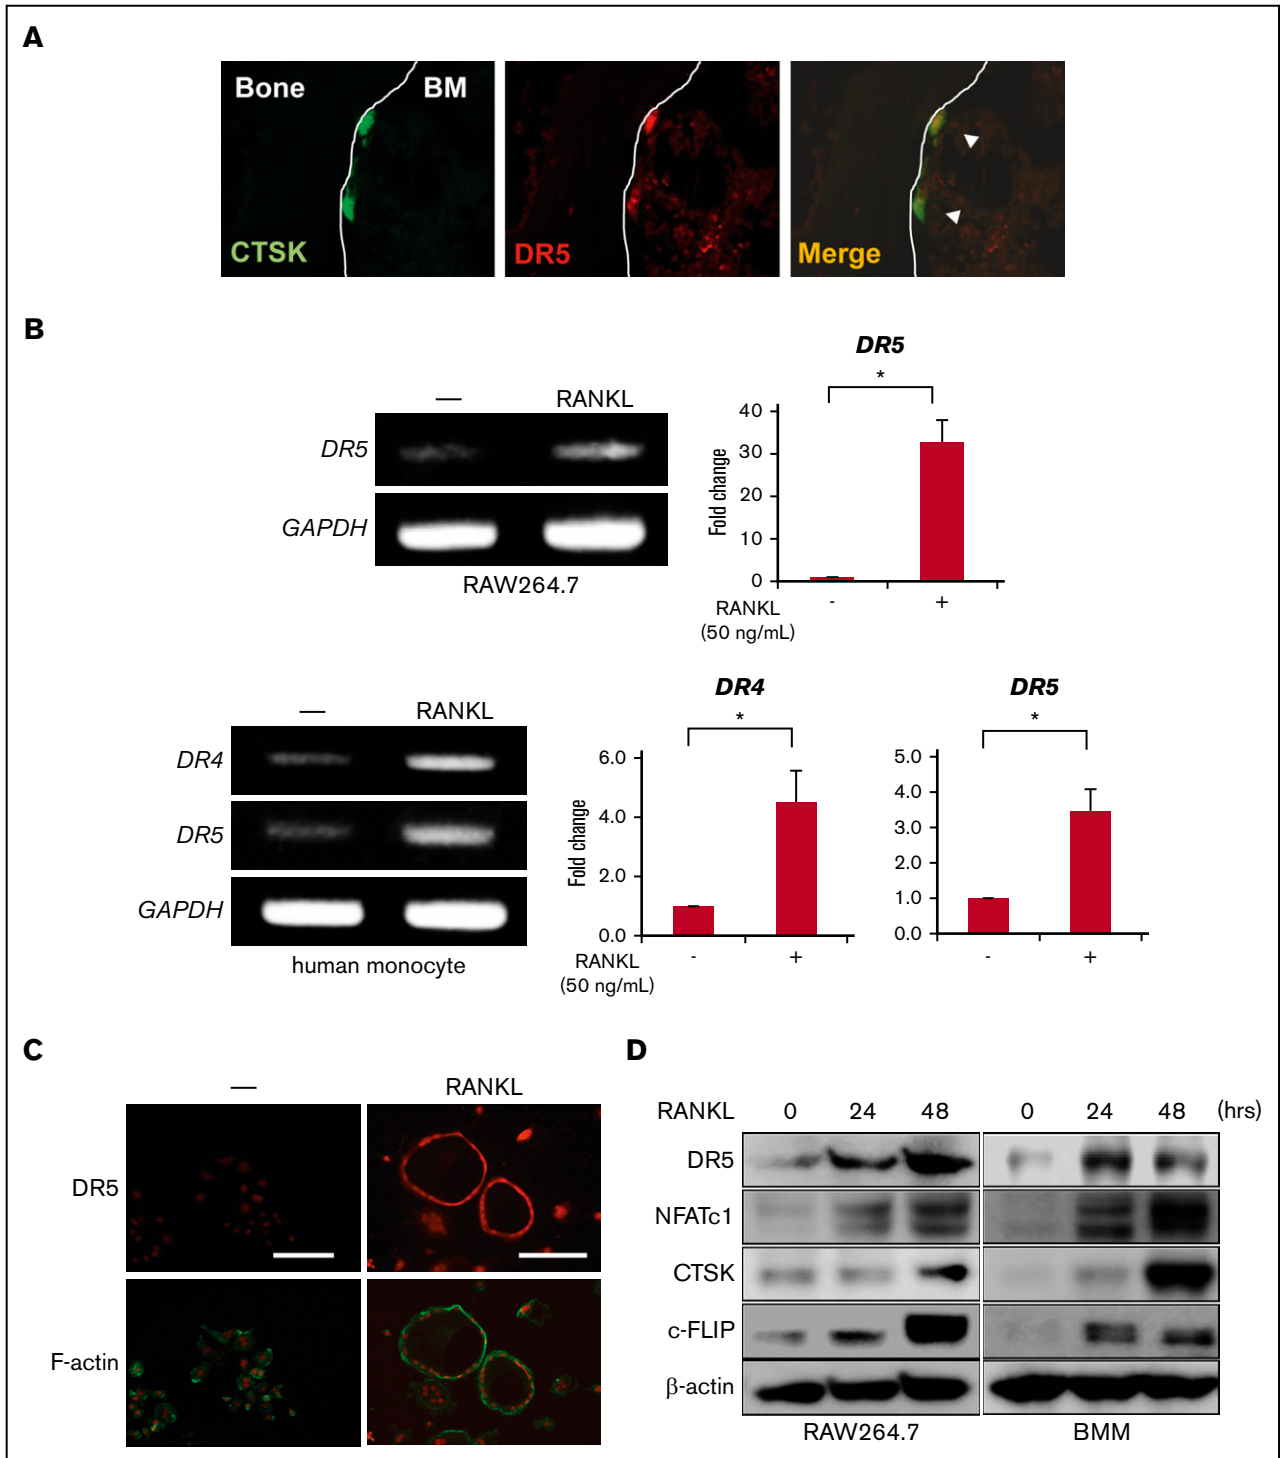 A
Bone BM
CTSK
DR5
Merge
B
— RANKL
DR5
GAPDH
RAW264.7
DR5
*
Fold change
40
30
20
10
0
RANKL - +
(50 ng/mL)
— RANKL
DR4
DR5
GAPDH
human monocyte
DR4
*
Fold change
6.0
4.0
2.0
0.0
RANKL - +
(50 ng/mL)
DR5
*
5.0
4.0
3.0
2.0
1.0
0.0
- +
C
— RANKL
DR5
F-actin
D
RANKL 0 24 48 0 24 48 (hrs)
DR5
NFATc1
CTSK
c-FLIP
β-actin
RAW264.7 BMM